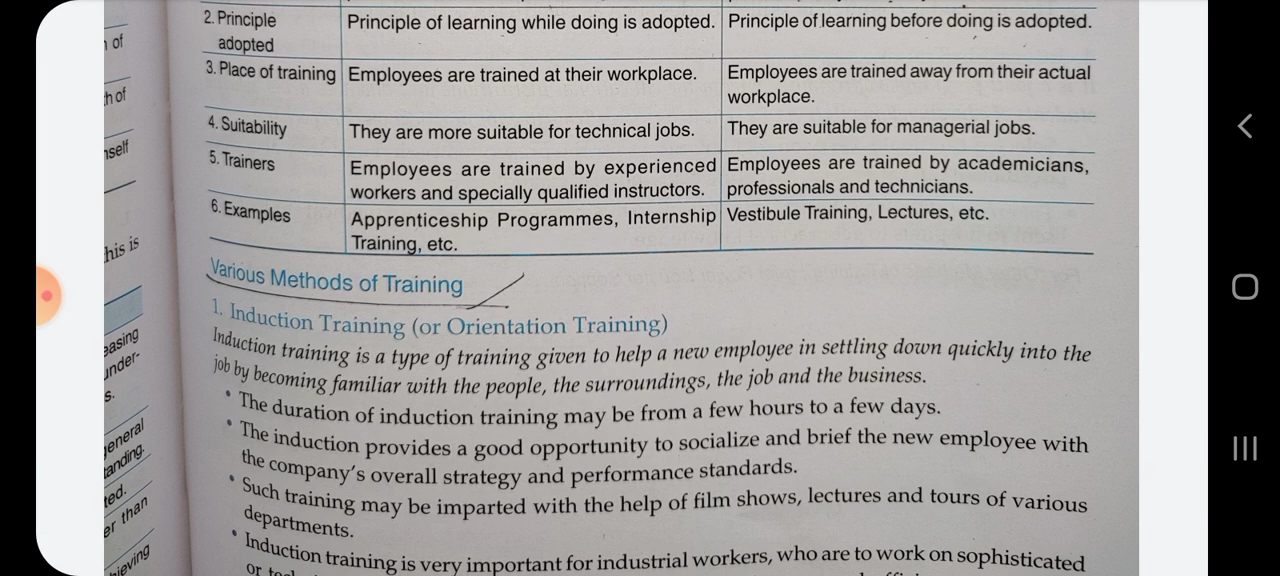 2. Principle adopted
Principle of learning while doing is adopted.
Principle of learning before doing is adopted.
3. Place of training
Employees are trained at their workplace.
Employees are trained away from their actual
workplace.
4. Suitability
They are more suitable for technical jobs.
They are suitable for managerial jobs.
5. Trainers
Employees are trained by experienced
workers and specially qualified instructors.
Employees are trained by academicians,
professionals and technicians.
6. Examples
Apprenticeship Programmes, Internship
Training, etc.
Vestibule Training, Lectures, etc.
Various Methods of Training
1. Induction Training (or Orientation Training)
Induction training is a type of training given to help a new employee in settling down quickly into the
job by becoming familiar with the people, the surroundings, the job and the business.
• The duration of induction training may be from a few hours to a few days.
• The induction provides a good opportunity to socialize and brief the new employee with
the company's overall strategy and performance standards.
• Such training may be imparted with the help of film shows, lectures and tours of various
departments.
• Induction training is very important for industrial workers, who are to work on sophisticated
or
of
of
his is
s.
than